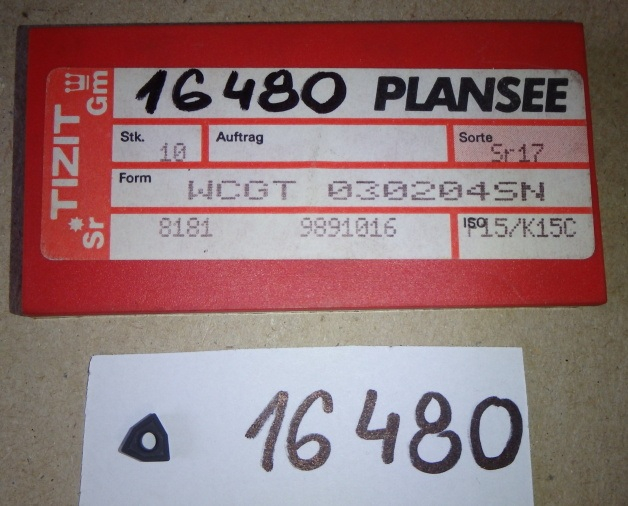 TIZIT
Sr
Gm
16480 PLANSEE
Stk. Auftrag Sorte
10 Sr17
Form
WCGT 030204SN
8181 9891016 ISO P15/K15C
16480